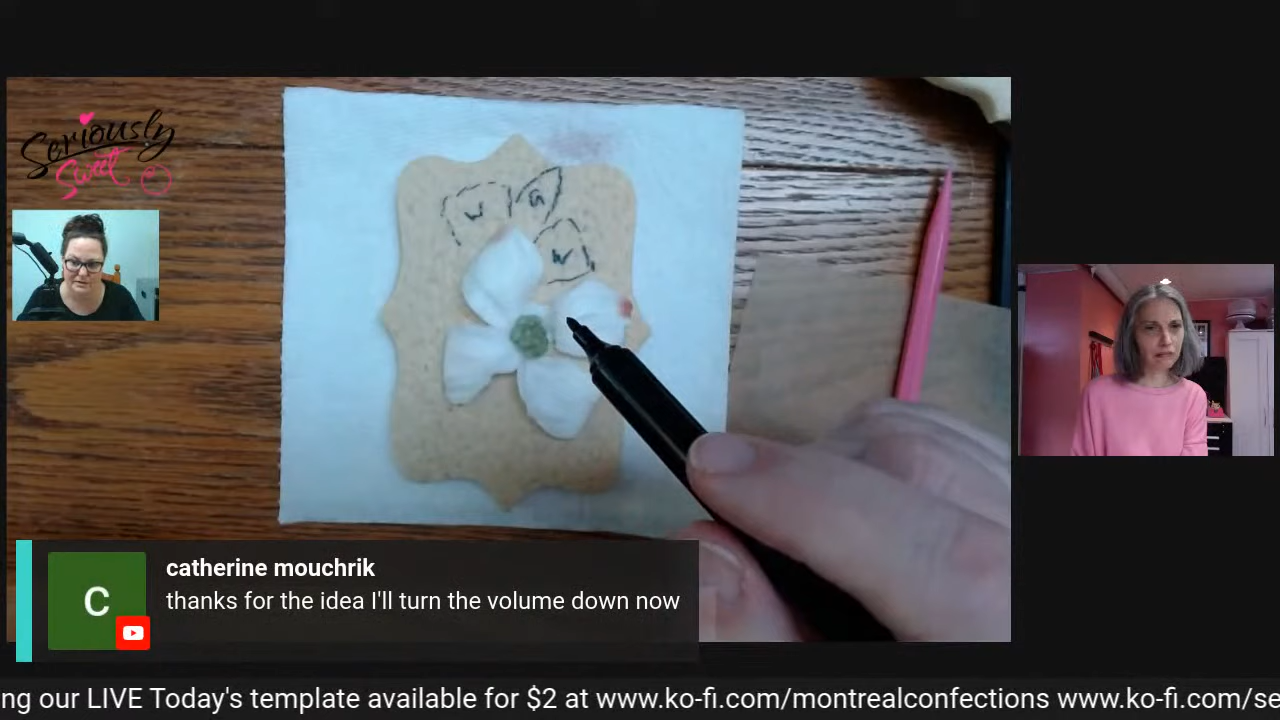 Seriously
Sweet
w a
w
C
catherine mouchrik
thanks for the idea I'll turn the volume down now
ng our LIVE Today's template available for $2 at www.ko-fi.com/montrealconfections www.ko-fi.com/se